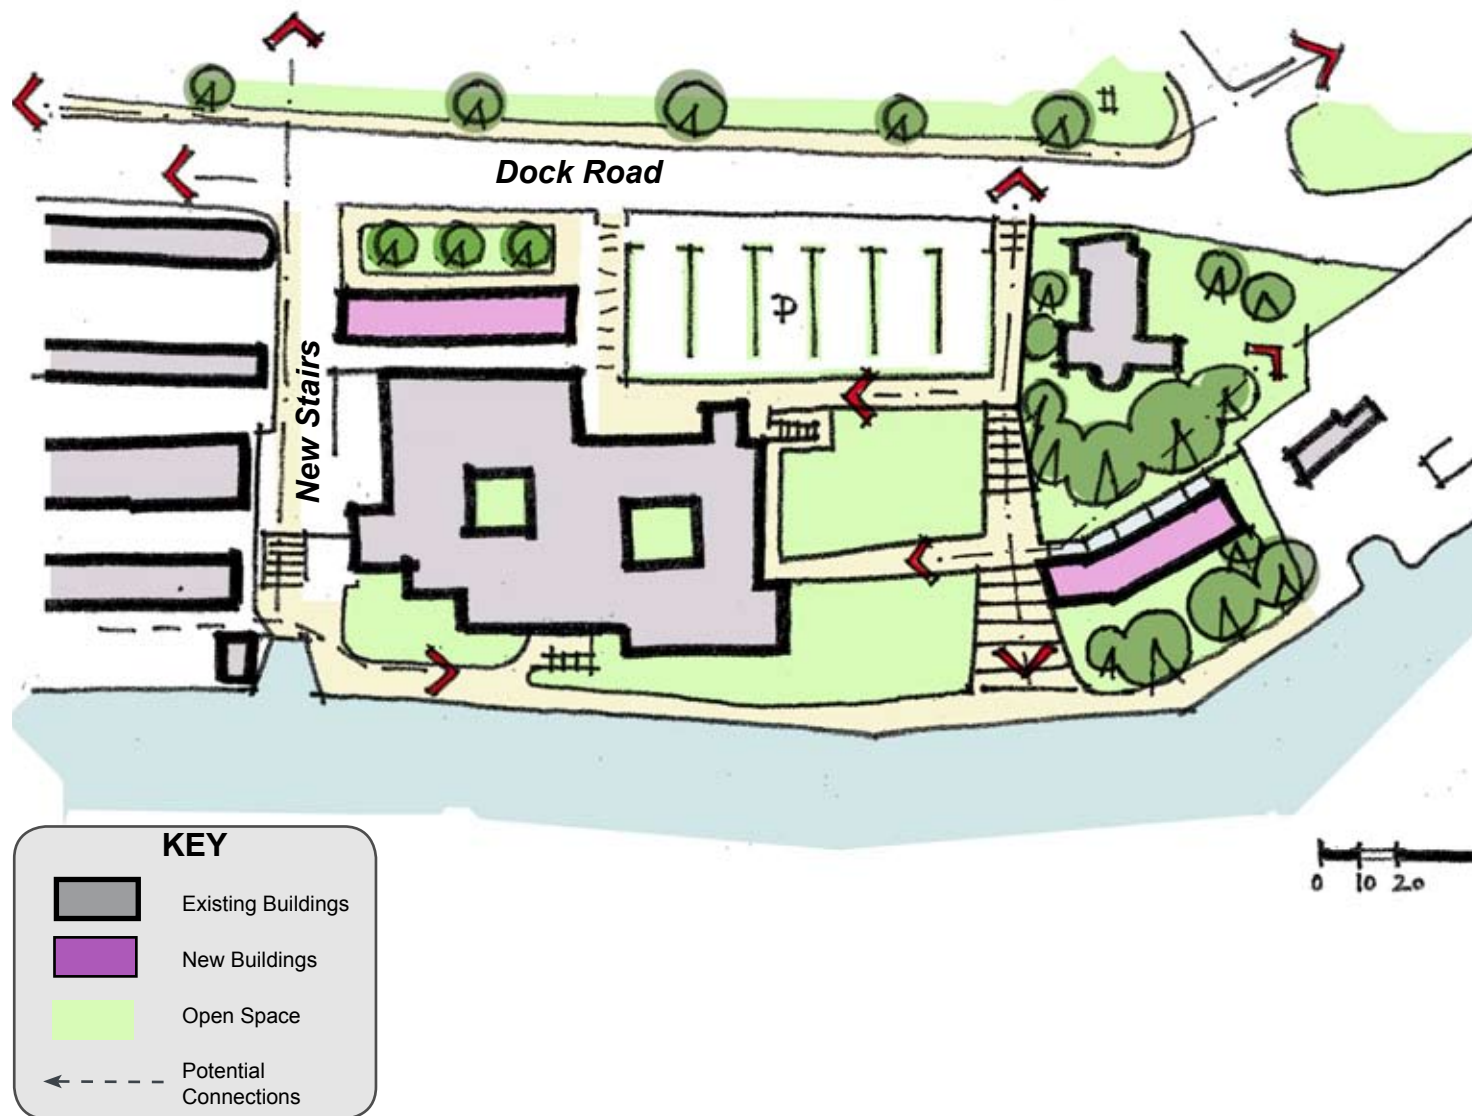 Dock Road
P
New Stairs
KEY
Existing Buildings
New Buildings
Open Space
Potential
Connections
0 10 20